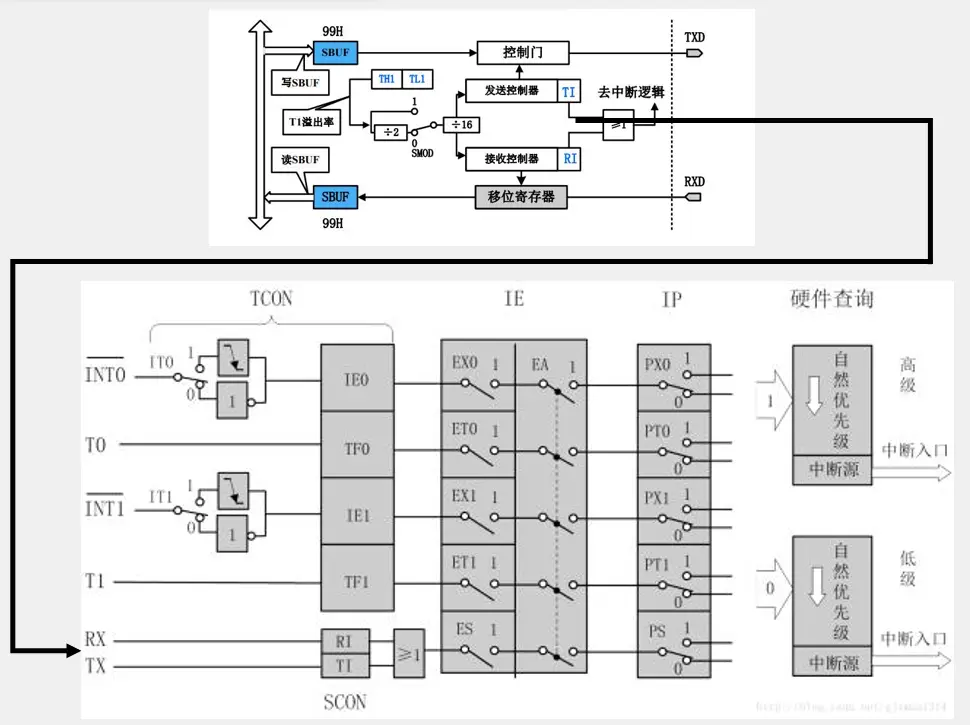 99H
SBUF
写SBUF
TH1 TL1
T1溢出率
1
÷2
0
SMOD
÷16
控制门
发送控制器 TI
接收控制器 RI
移位寄存器
去中断逻辑
≥1
TXD
RXD
读SBUF
SBUF
99H
TCON IE IP 硬件查询
INT0 IT0 1 0 1 IE0 EX0 1 EA 1 PX0 1 0
T0 TF0 ET0 1 PT0 1 0
INT1 IT1 1 0 1 IE1 EX1 1 PX1 1 0
T1 TF1 ET1 1 PT1 1 0
RX RI ≥1 ES 1 PS 1 0
TX TI
SCON
1 自然优先级 高级
中断源 中断入口
0 自然优先级 低级
中断源 中断入口